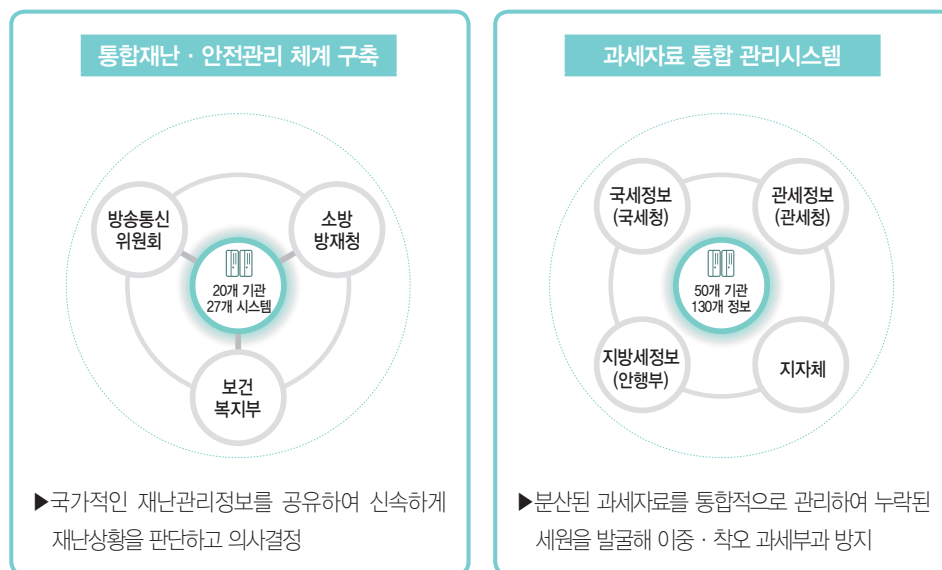 통합재난 · 안전관리 체계 구축
방송통신
위원회
소방
방재청
20개 기관
27개 시스템
보건
복지부
▶국가적인 재난관리정보를 공유하여 신속하게
재난상황을 판단하고 의사결정
과세자료 통합 관리시스템
국세정보
(국세청)
관세정보
(관세청)
50개 기관
130개 정보
지방세정보
(안행부)
지자체
▶분산된 과세자료를 통합적으로 관리하여 누락된
세원을 발굴해 이중 · 착오 과세부과 방지